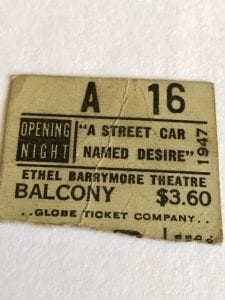 A 16
OPENING NIGHT
"A STREET CAR
NAMED DESIRE"
1947
ETHEL BARRYMORE THEATRE
BALCONY $3.60
..GLOBE TICKET COMPANY...